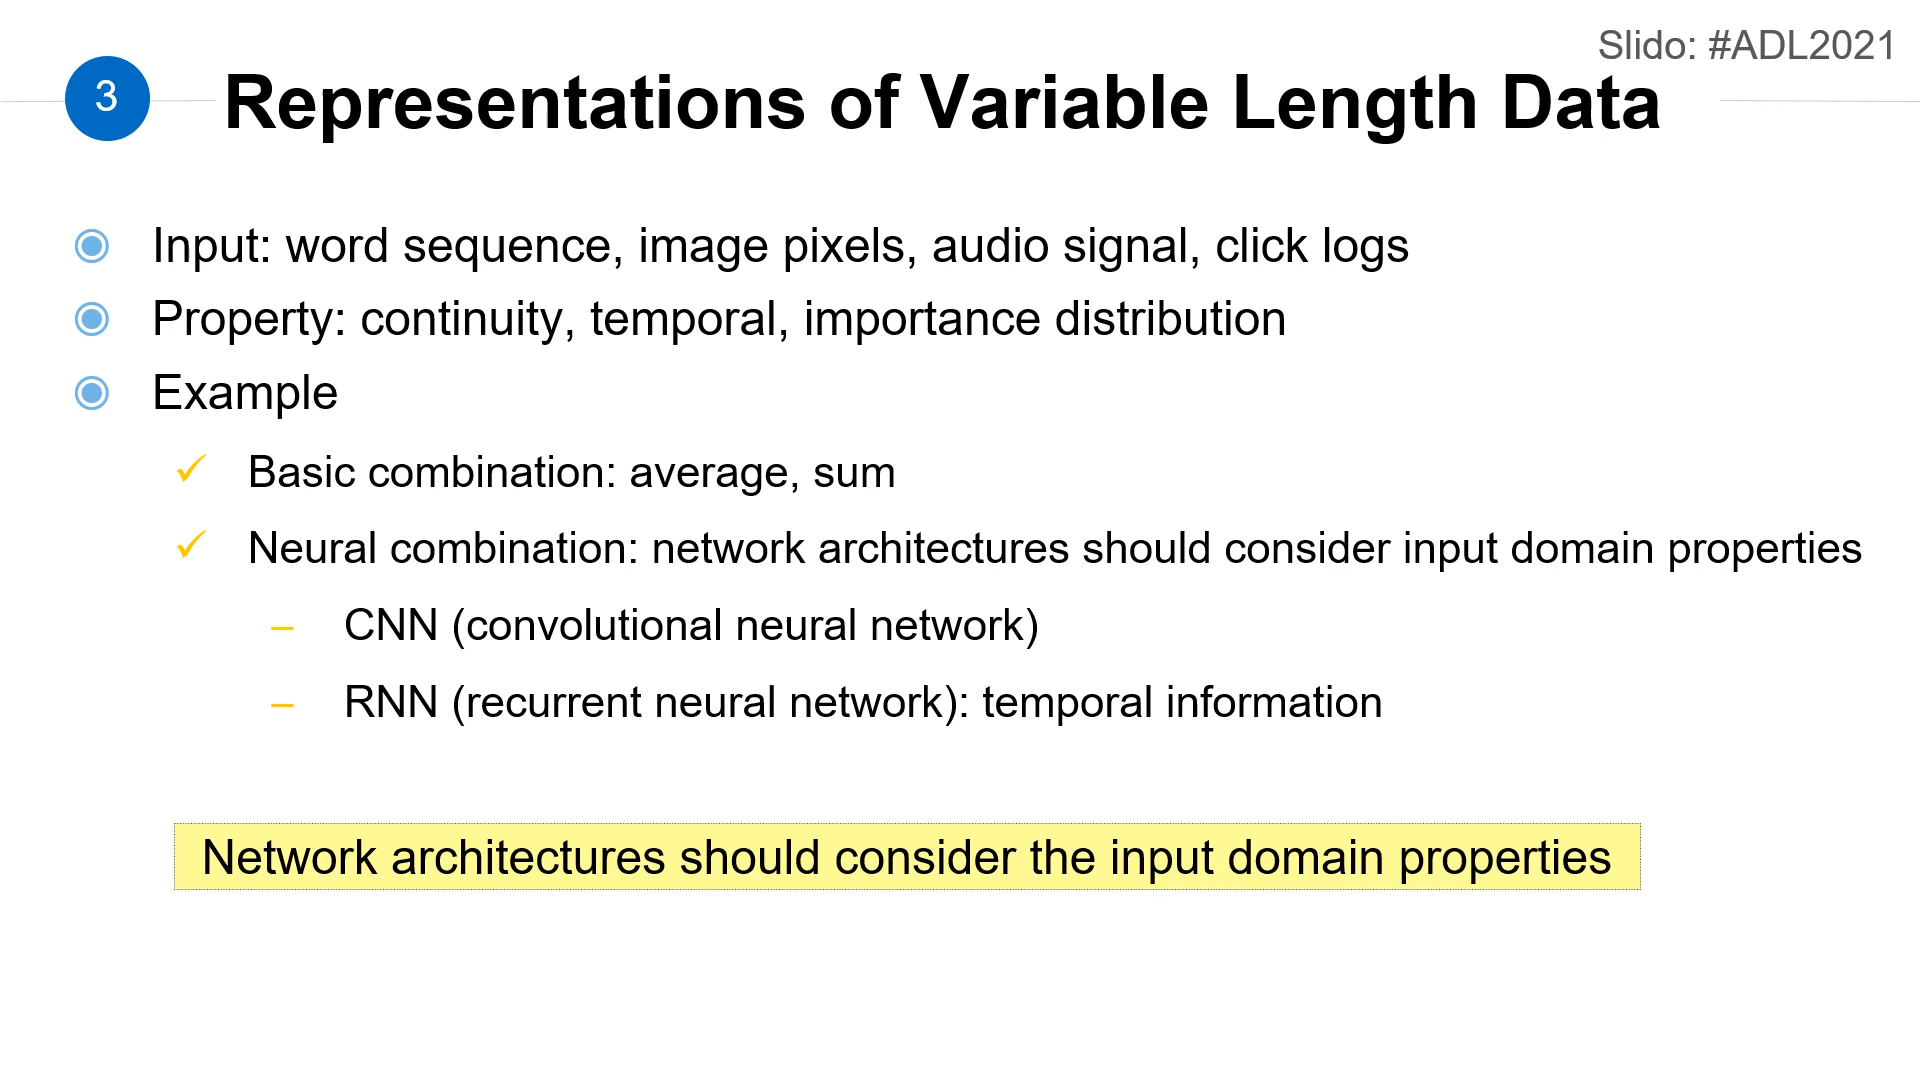 Slido: #ADL2021
3
Representations of Variable Length Data
Input: word sequence, image pixels, audio signal, click logs
Property: continuity, temporal, importance distribution
Example
Basic combination: average, sum
Neural combination: network architectures should consider input domain properties
– CNN (convolutional neural network)
– RNN (recurrent neural network): temporal information
Network architectures should consider the input domain properties